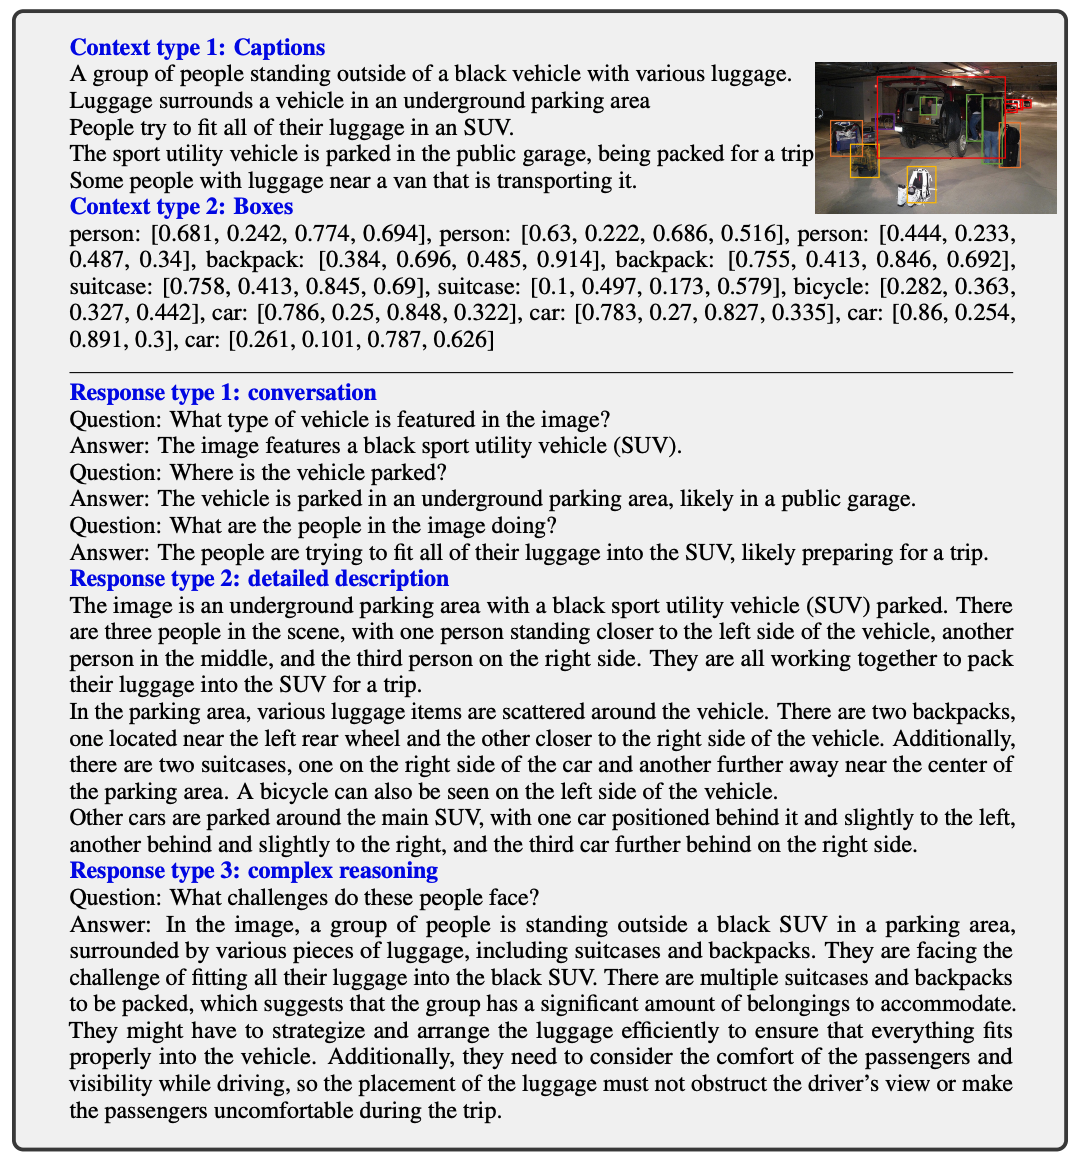 Context type 1: Captions
A group of people standing outside of a black vehicle with various luggage.
Luggage surrounds a vehicle in an underground parking area
People try to fit all of their luggage in an SUV.
The sport utility vehicle is parked in the public garage, being packed for a trip
Some people with luggage near a van that is transporting it.
Context type 2: Boxes
person: [0.681, 0.242, 0.774, 0.694], person: [0.63, 0.222, 0.686, 0.516], person: [0.444, 0.233,
0.487, 0.34], backpack: [0.384, 0.696, 0.485, 0.914], backpack: [0.755, 0.413, 0.846, 0.692],
suitcase: [0.758, 0.413, 0.845, 0.69], suitcase: [0.1, 0.497, 0.173, 0.579], bicycle: [0.282, 0.363,
0.327, 0.442], car: [0.786, 0.25, 0.848, 0.322], car: [0.783, 0.27, 0.827, 0.335], car: [0.86, 0.254,
0.891, 0.3], car: [0.261, 0.101, 0.787, 0.626]
Response type 1: conversation
Question: What type of vehicle is featured in the image?
Answer: The image features a black sport utility vehicle (SUV).
Question: Where is the vehicle parked?
Answer: The vehicle is parked in an underground parking area, likely in a public garage.
Question: What are the people in the image doing?
Answer: The people are trying to fit all of their luggage into the SUV, likely preparing for a trip.
Response type 2: detailed description
The image is an underground parking area with a black sport utility vehicle (SUV) parked. There
are three people in the scene, with one person standing closer to the left side of the vehicle, another
person in the middle, and the third person on the right side. They are all working together to pack
their luggage into the SUV for a trip.
In the parking area, various luggage items are scattered around the vehicle. There are two backpacks,
one located near the left rear wheel and the other closer to the right side of the vehicle. Additionally,
there are two suitcases, one on the right side of the car and another further away near the center of
the parking area. A bicycle can also be seen on the left side of the vehicle.
Other cars are parked around the main SUV, with one car positioned behind it and slightly to the left,
another behind and slightly to the right, and the third car further behind on the right side.
Response type 3: complex reasoning
Question: What challenges do these people face?
Answer: In the image, a group of people is standing outside a black SUV in a parking area,
surrounded by various pieces of luggage, including suitcases and backpacks. They are facing the
challenge of fitting all their luggage into the black SUV. There are multiple suitcases and backpacks
to be packed, which suggests that the group has a significant amount of belongings to accommodate.
They might have to strategize and arrange the luggage efficiently to ensure that everything fits
properly into the vehicle. Additionally, they need to consider the comfort of the passengers and
visibility while driving, so the placement of the luggage must not obstruct the driver's view or make
the passengers uncomfortable during the trip.